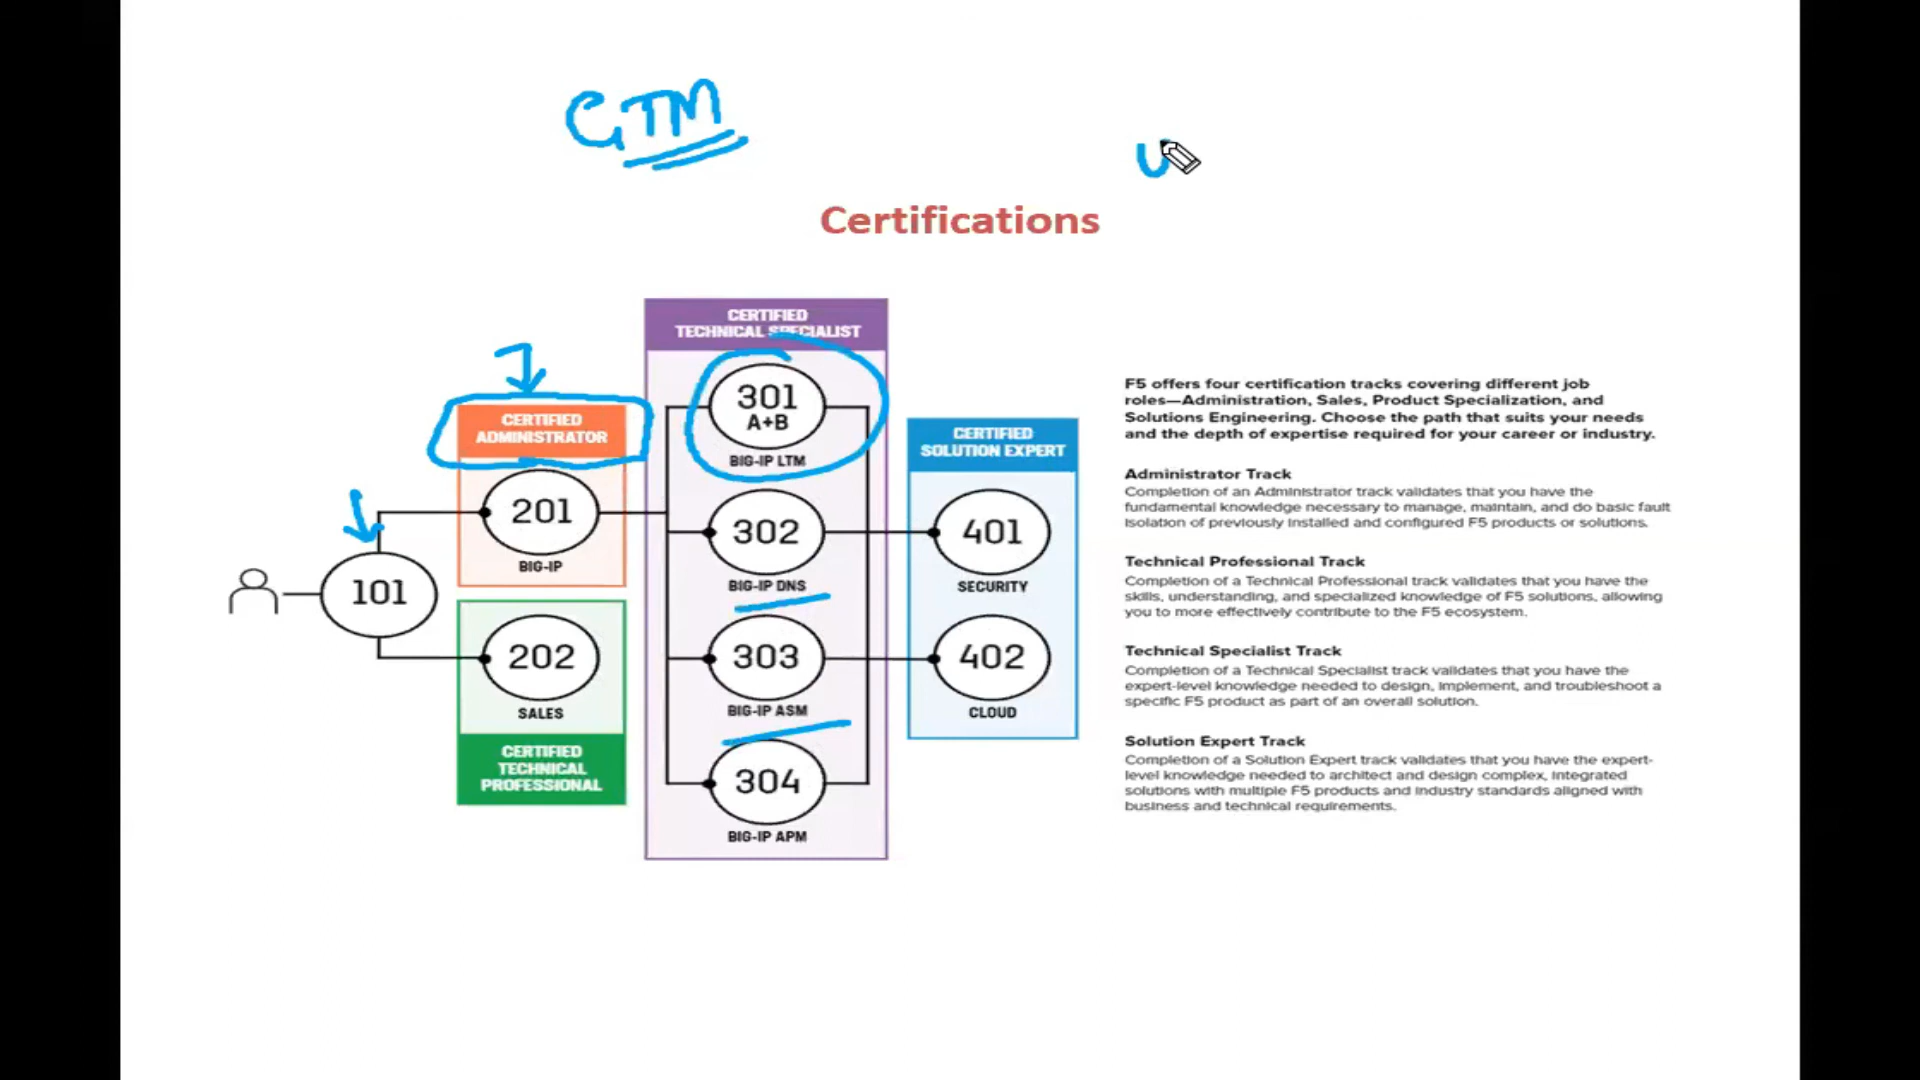 GTM
Certifications
CERTIFIED
TECHNICAL SPECIALIST
301
A+B
BIG-IP LTM
302
BIG-IP DNS
303
BIG-IP ASM
304
BIG-IP APM
CERTIFIED
ADMINISTRATOR
201
BIG-IP
101
202
SALES
CERTIFIED
TECHNICAL
PROFESSIONAL
CERTIFIED
SOLUTION EXPERT
401
SECURITY
402
CLOUD
F5 offers four certification tracks covering different job
roles—Administration, Sales, Product Specialization, and
Solutions Engineering. Choose the path that suits your needs
and the depth of expertise required for your career or industry.
Administrator Track
Completion of an Administrator track validates that you have the
fundamental knowledge necessary to manage, maintain, and do basic fault
isolation of previously installed and configured F5 products or solutions.
Technical Professional Track
Completion of a Technical Professional track validates that you have the
skills, understanding, and specialized knowledge of F5 solutions, allowing
you to more effectively contribute to the F5 ecosystem.
Technical Specialist Track
Completion of a Technical Specialist track validates that you have the
expert-level knowledge needed to design, implement, and troubleshoot a
specific F5 product as part of an overall solution.
Solution Expert Track
Completion of a Solution Expert track validates that you have the expert-
level knowledge needed to architect and design complex, integrated
solutions with multiple F5 products and industry standards aligned with
business and technical requirements.